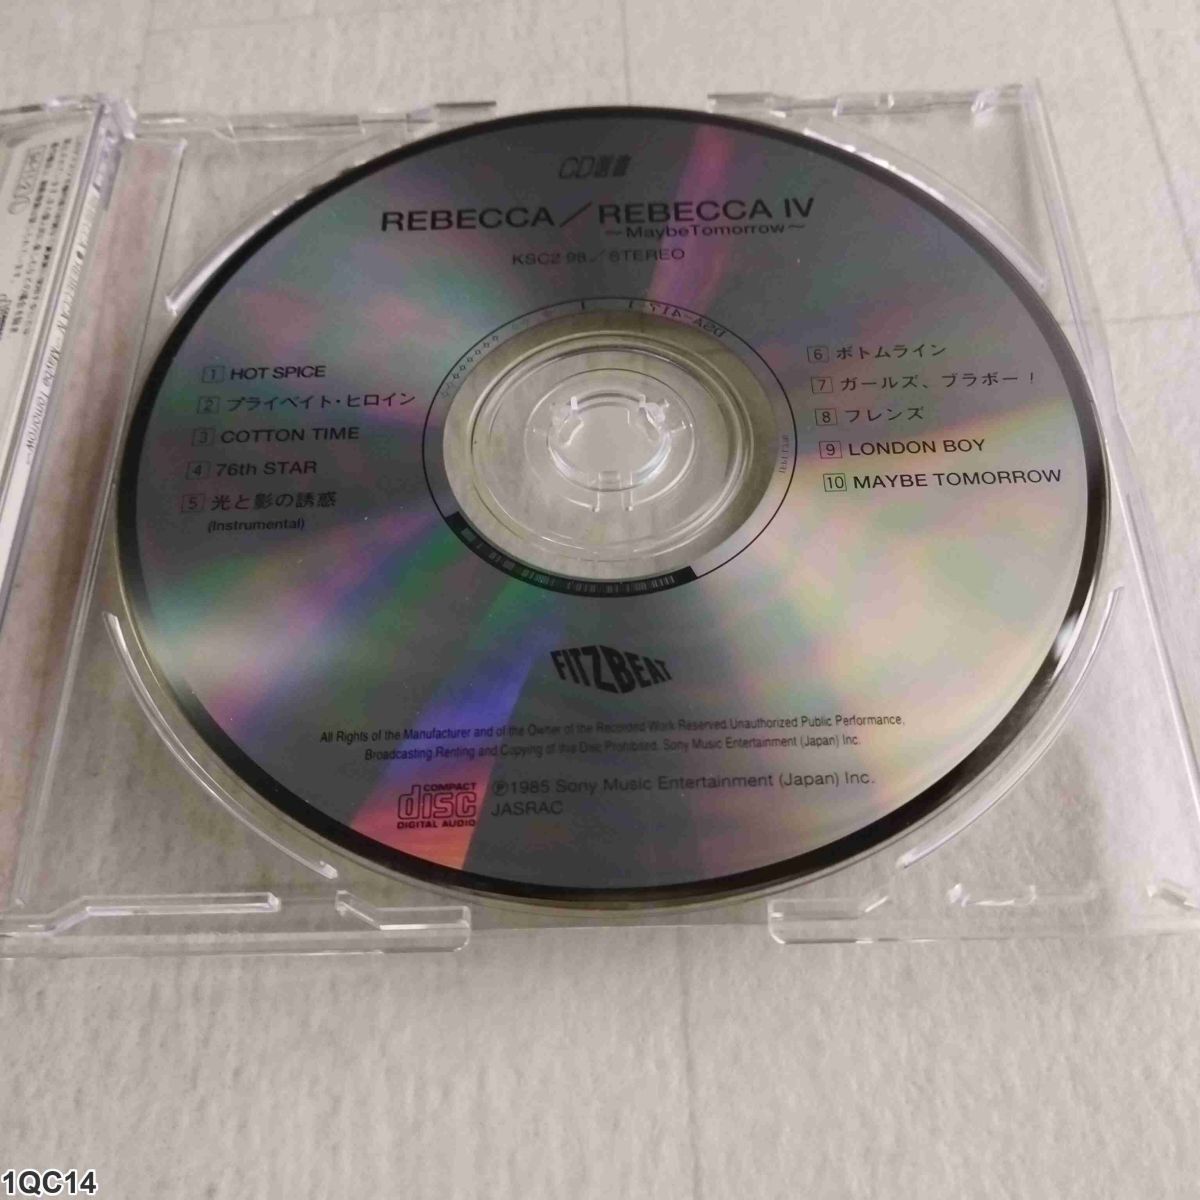 CD選書
REBECCA／REBECCA IV
～Maybe Tomorrow～
KSC2 98／STEREO
1 HOT SPICE
2 プライベイト・ヒロイン
3 COTTON TIME
4 76th STAR
5 光と影の誘惑
(Instrumental)
6 ボトムライン
7 ガールズ、ブラボー！
8 フレンズ
9 LONDON BOY
10 MAYBE TOMORROW
FITZBEAT
All Rights of the Manufacturer and of the Owner of the Recorded Work Reserved. Unauthorized Public Performance,
Broadcasting, Renting and Copying of this Disc Prohibited. Sony Music Entertainment (Japan) Inc.
COMPACT
disc
DIGITAL AUDIO
Ⓟ1985 Sony Music Entertainment (Japan) Inc.
JASRAC
1QC14